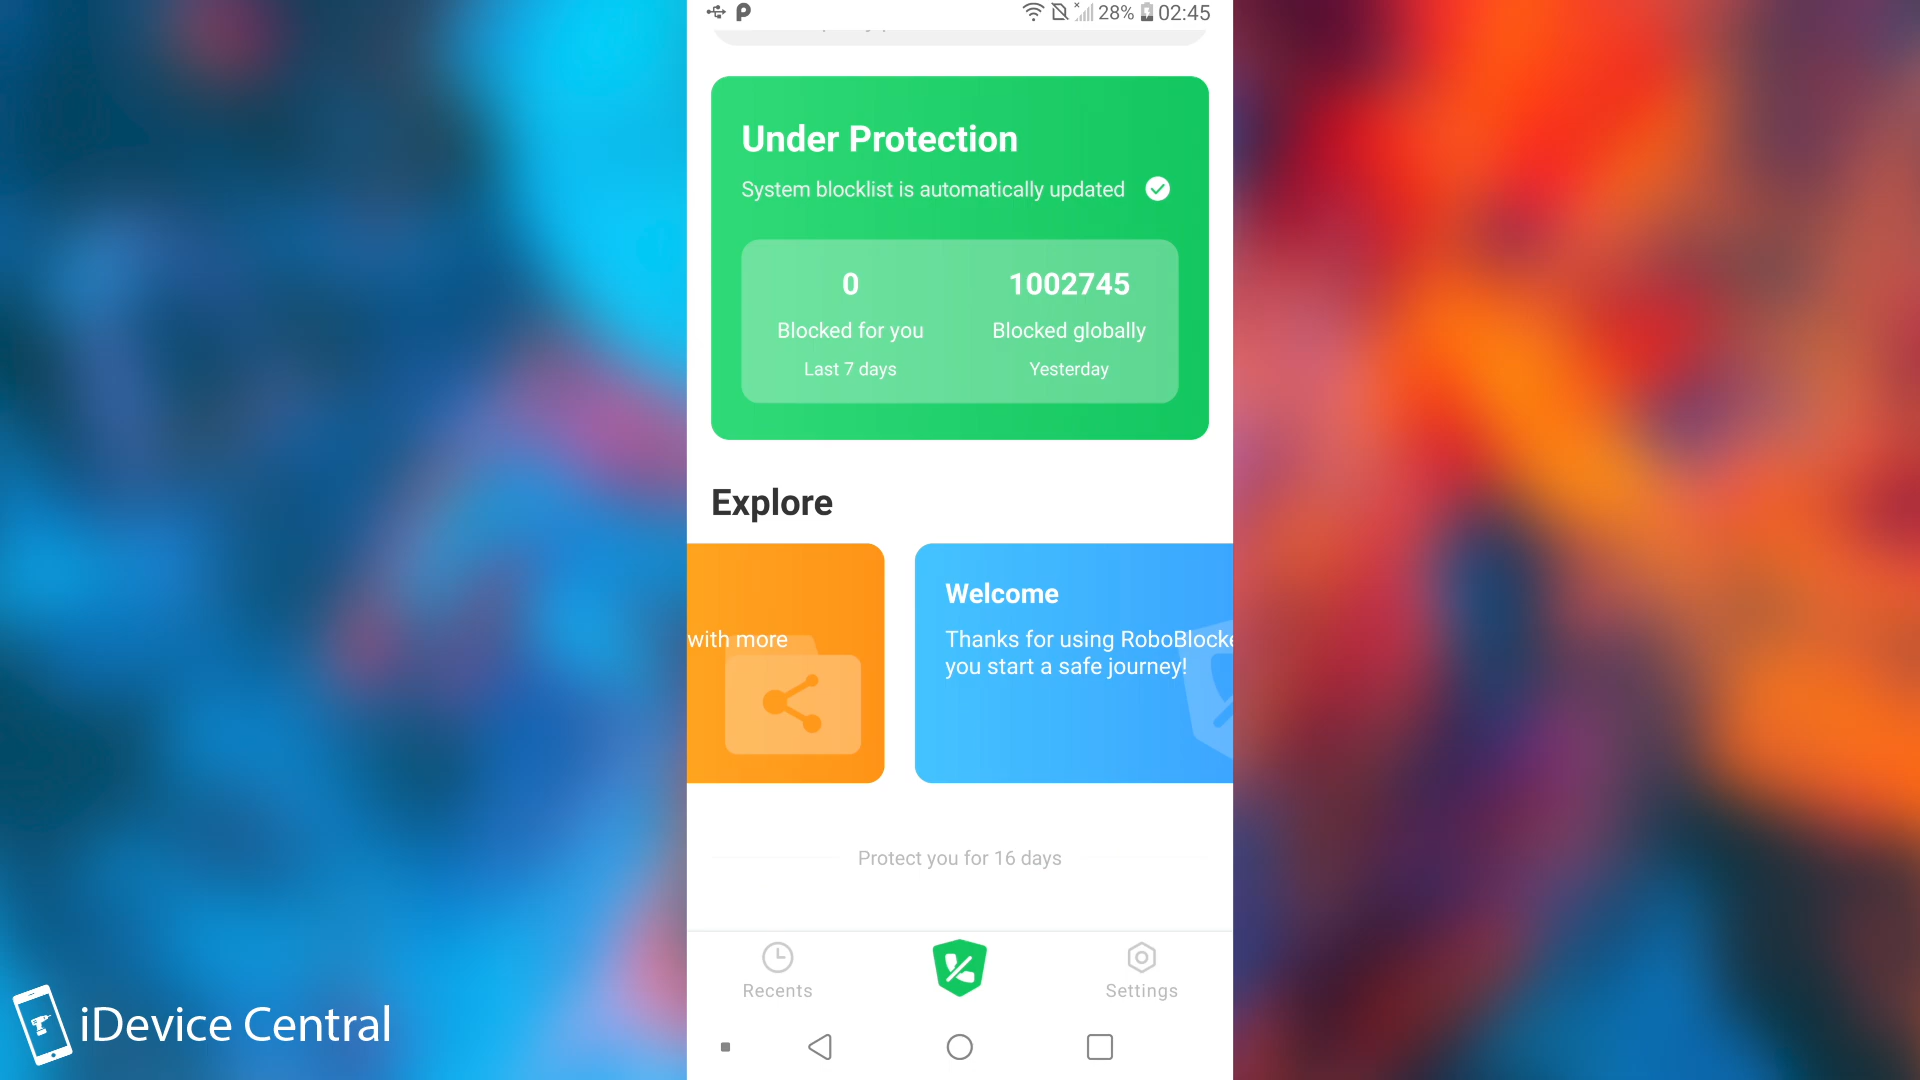 28% 02:45
Under Protection
System blocklist is automatically updated
0
1002745
Blocked for you
Blocked globally
Last 7 days
Yesterday
Explore
with more
Welcome
Thanks for using RoboBlocke
you start a safe journey!
Protect you for 16 days
Recents
Settings
iDevice Central